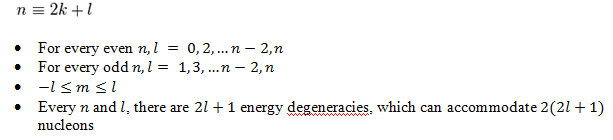 n ≡ 2k + l
• For every even n, l = 0, 2, … n − 2, n
• For every odd n, l = 1,3, … n − 2, n
• −l ≤ m ≤ l
• Every n and l, there are 2l + 1 energy degeneracies, which can accommodate 2(2l + 1)
nucleons